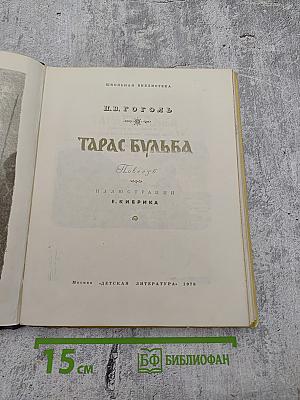 ШКОЛЬНАЯ БИБЛИОТЕКА
Н.В.ГОГОЛЬ
ТАРАС БУЛЬБА
Повесть
ИЛЛЮСТРАЦИИ
Е. КИБРИКА
Москва «ДЕТСКАЯ ЛИТЕРАТУРА» 1978
15 см
БФ БИБЛИОФАН